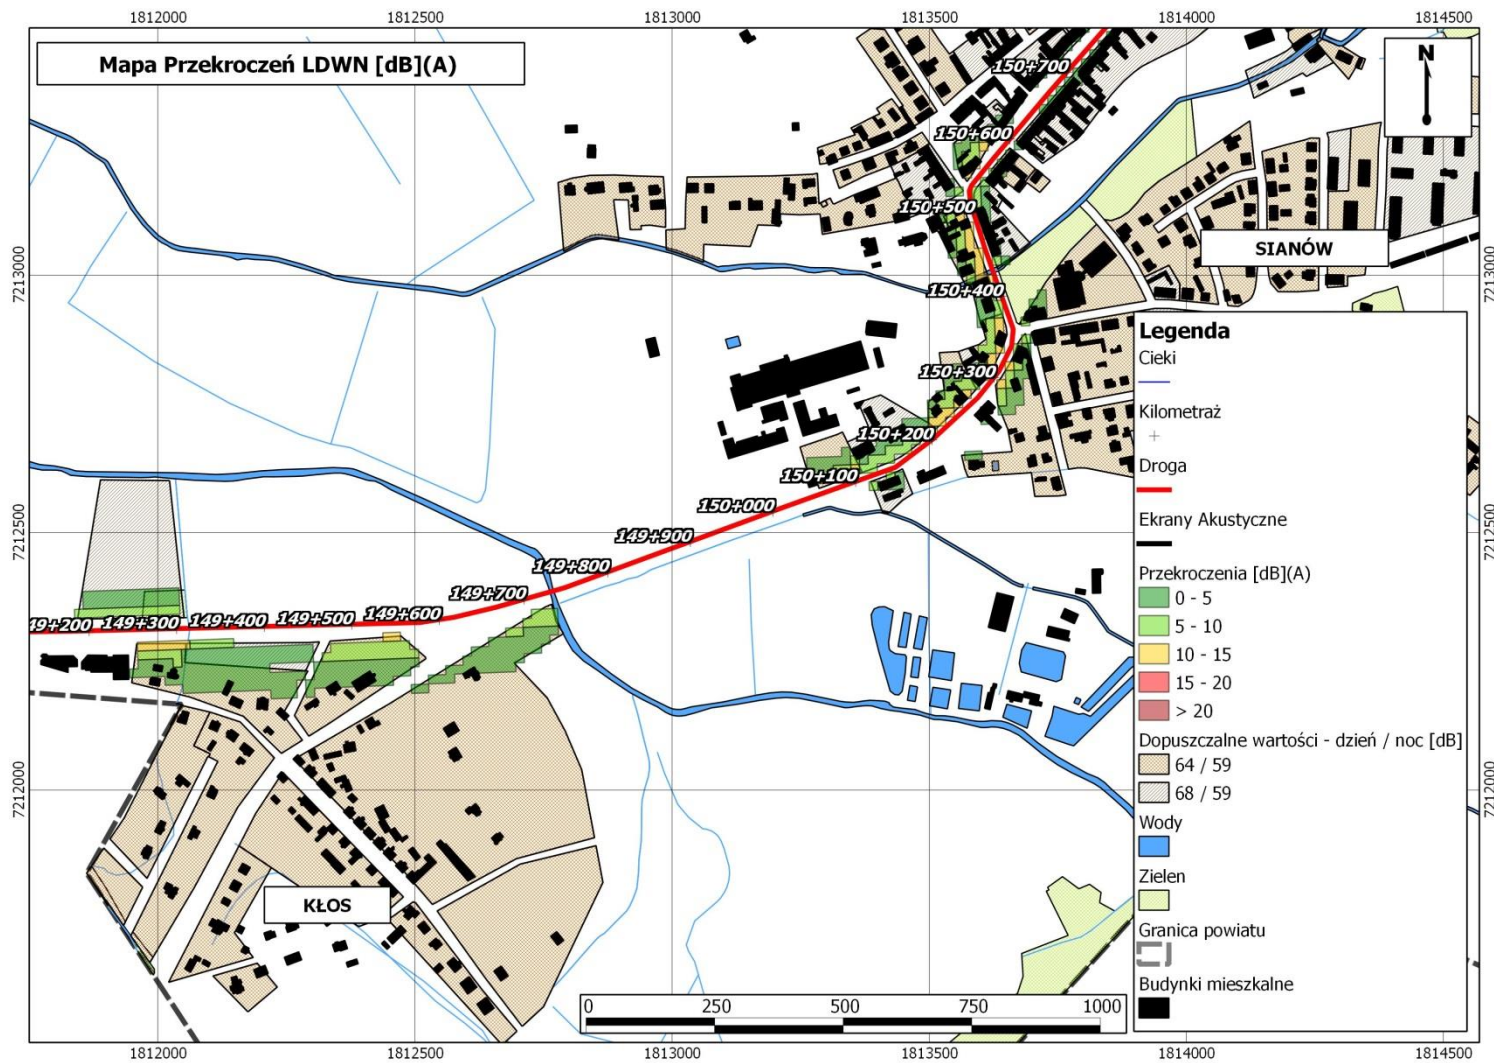 1812000 1812500 1813000 1813500 1814000 1814500
Mapa Przekroczeń LDWN [dB](A)
N
150+700
150+600
150+500
SIANÓW
7213000 7213000
150+400
150+300
150+200
150+100
150+000
149+900
149+800
149+700
149+600
149+500
149+400
149+300
49+200
7212500 7212500
7212000 7212000
KŁOS
Legenda
Cieki
Kilometraż
Droga
Ekrany Akustyczne
Przekroczenia [dB](A)
0 - 5
5 - 10
10 - 15
15 - 20
> 20
Dopuszczalne wartości - dzień / noc [dB]
64 / 59
68 / 59
Wody
Zielen
Granica powiatu
Budynki mieszkalne
0 250 500 750 1000
1812000 1812500 1813000 1813500 1814000 1814500